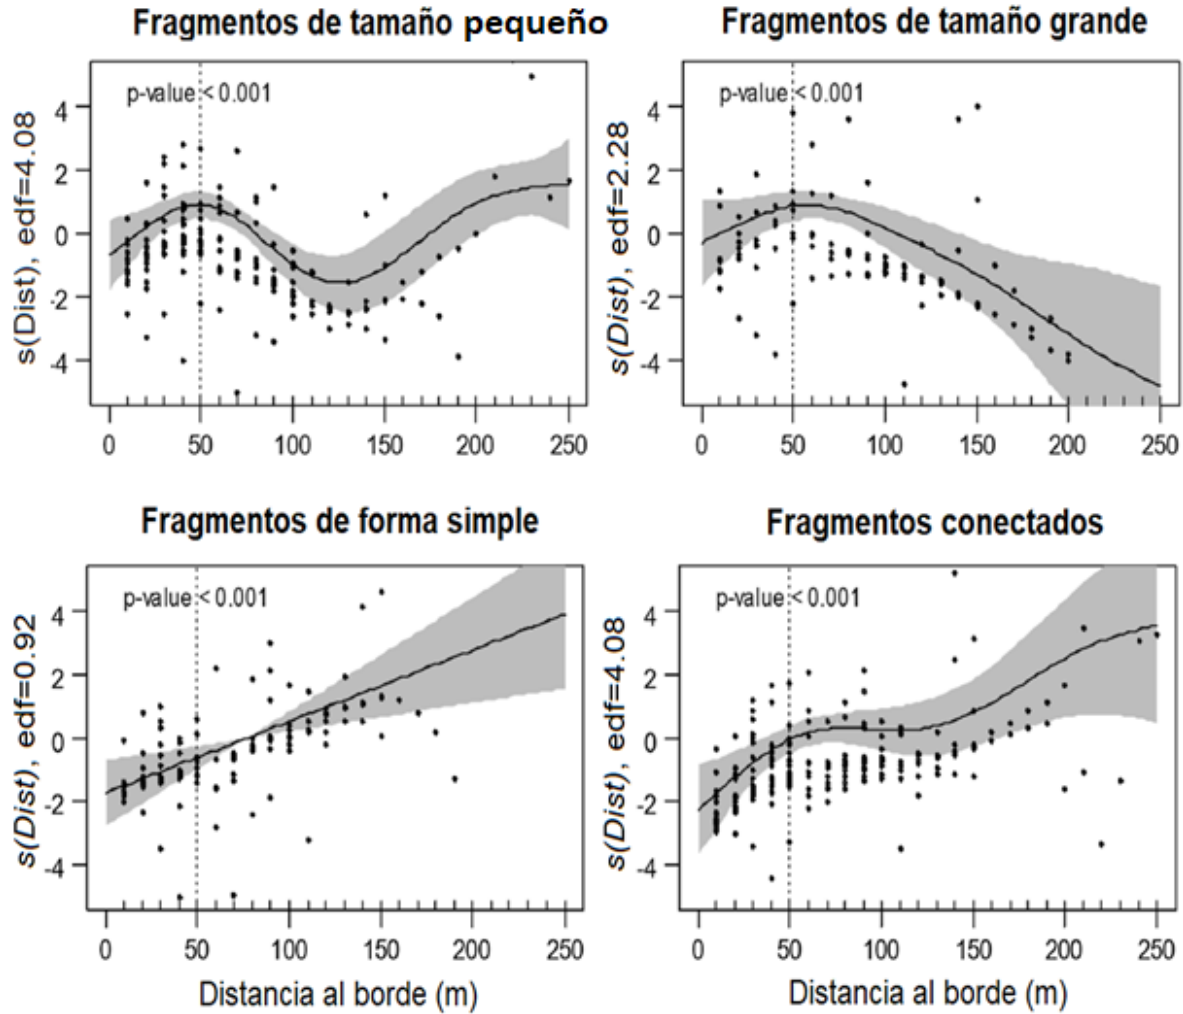 Fragmentos de tamaño pequeño
p-value < 0.001
s(Dist), edf=4.08
4
2
0
-2
-4
0 50 100 150 200 250
Fragmentos de tamaño grande
p-value < 0.001
s(Dist), edf=2.28
4
2
0
-2
-4
0 50 100 150 200 250
Fragmentos de forma simple
p-value < 0.001
s(Dist), edf=0.92
4
2
0
-2
-4
0 50 100 150 200 250
Distancia al borde (m)
Fragmentos conectados
p-value < 0.001
s(Dist), edf=4.08
4
2
0
-2
-4
0 50 100 150 200 250
Distancia al borde (m)